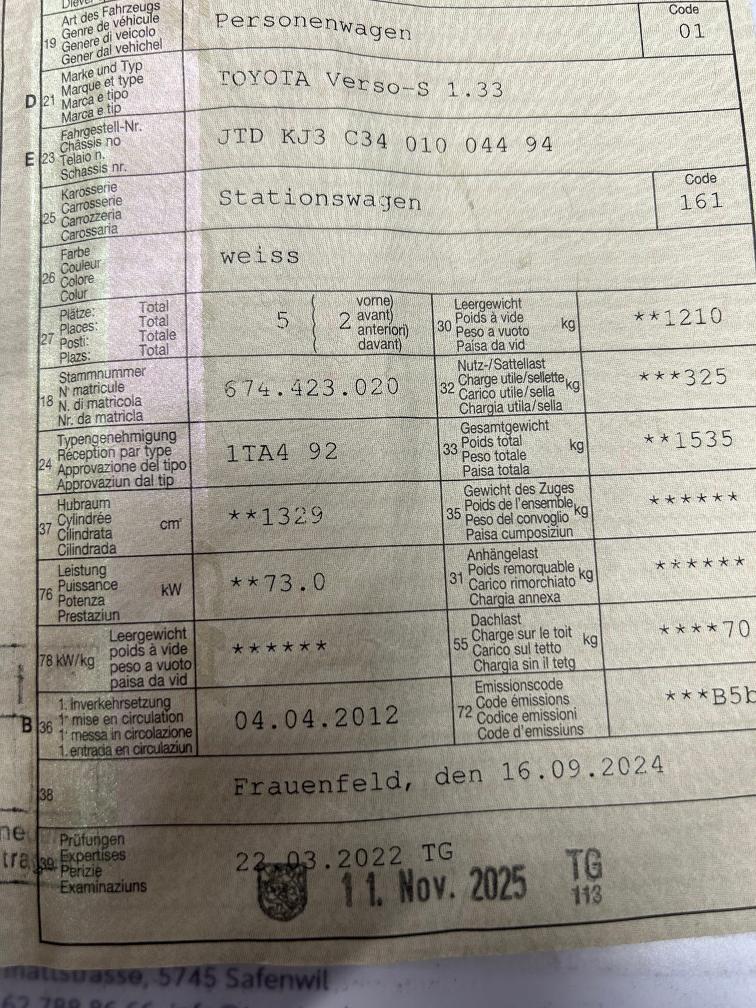 19 Art des Fahrzeugs
Genre de véhicule
Genere di veicolo
Gener dal vehichel
Personenwagen
Code
01
D 21 Marke und Typ
Marque et type
Marca e tipo
Marca e tip
TOYOTA Verso-S 1.33
E 23 Fahrgestell-Nr.
Châssis no
Telaio n.
Schassis nr.
JTD KJ3 C34 010 044 94
25 Karosserie
Carrosserie
Carrozzeria
Carossaria
Stationswagen
Code
161
26 Farbe
Couleur
Colore
Colur
weiss
27 Plätze: Total
Places: Total
Posti: Totale
Plazs: Total
5 ( 2 vorne)
avant)
anteriori)
davant)
30 Leergewicht
Poids à vide
Peso a vuoto kg
Paisa da vid
**1210
18 Stammnummer
N° matricule
N. di matricola
Nr. da matricla
674.423.020
32 Nutz-/Sattellast
Charge utile/sellette kg
Carico utile/sella
Chargia utila/sella
***325
24 Typengenehmigung
Réception par type
Approvazione del tipo
Approvaziun dal tip
1TA4 92
33 Gesamtgewicht
Poids total kg
Peso totale
Paisa totala
**1535
37 Hubraum
Cylindrée cm³
Cilindrata
Cilindrada
**1329
35 Gewicht des Zuges
Poids de l'ensemble kg
Peso del convoglio
Paisa cumposiziun
******
76 Leistung
Puissance kW
Potenza
Prestaziun
**73.0
31 Anhängelast
Poids remorquable kg
Carico rimorchiato
Chargia annexa
******
78 kW/kg Leergewicht
poids à vide
peso a vuoto
paisa da vid
******
55 Dachlast
Charge sur le toit kg
Carico sul tetto
Chargia sin il tetg
****70
B 36 1. Inverkehrsetzung
1re mise en circulation
1a messa in circolazione
1. entrada en circulaziun
04.04.2012
72 Emissionscode
Code émissions
Codice emissioni
Code d'emissiuns
***B5b
38
Frauenfeld, den 16.09.2024
39 Prüfungen
Expertises
Perizie
Examinaziuns
22.03.2022 TG
11. Nov. 2025 TG
113
5745 Safenwil